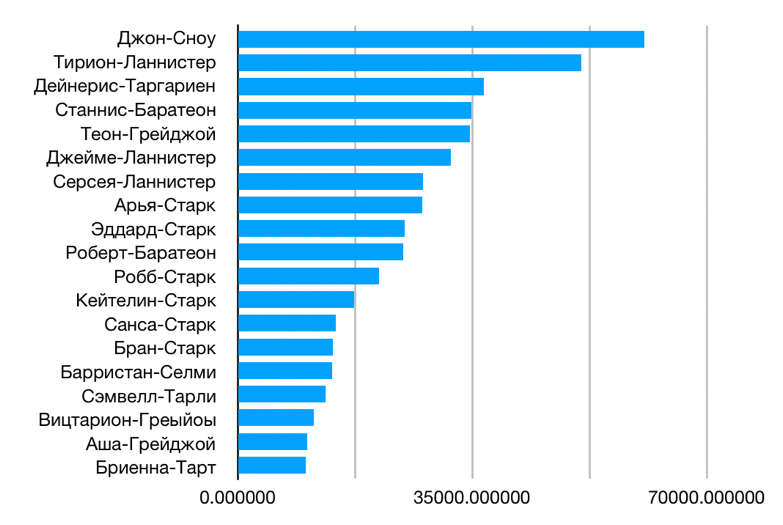 Джон-Сноу
Тирион-Ланнистер
Дейнерис-Таргариен
Станнис-Баратеон
Теон-Грейджой
Джейме-Ланнистер
Серсея-Ланнистер
Арья-Старк
Эддард-Старк
Роберт-Баратеон
Робб-Старк
Кейтелин-Старк
Санса-Старк
Бран-Старк
Барристан-Селми
Сэмвелл-Тарли
Вицтарион-Греыйоы
Аша-Грейджой
Бриенна-Тарт
0.000000 35000.000000 70000.000000